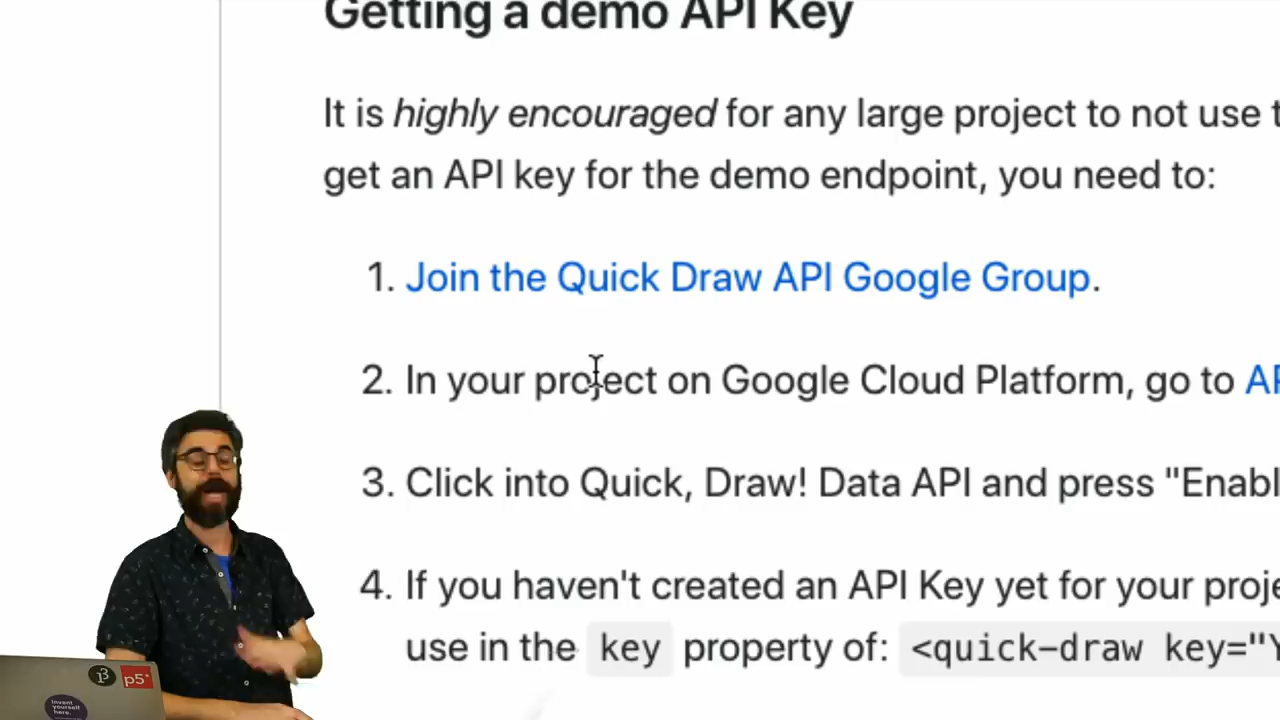 Getting a demo API Key
It is highly encouraged for any large project to not use
get an API key for the demo endpoint, you need to:
1. Join the Quick Draw API Google Group.
2. In your project on Google Cloud Platform, go to
3. Click into Quick, Draw! Data API and press "Enabl
4. If you haven't created an API Key yet for your proje
use in the key property of: <quick-draw key="Y
p5*
Invent
yourself
here.